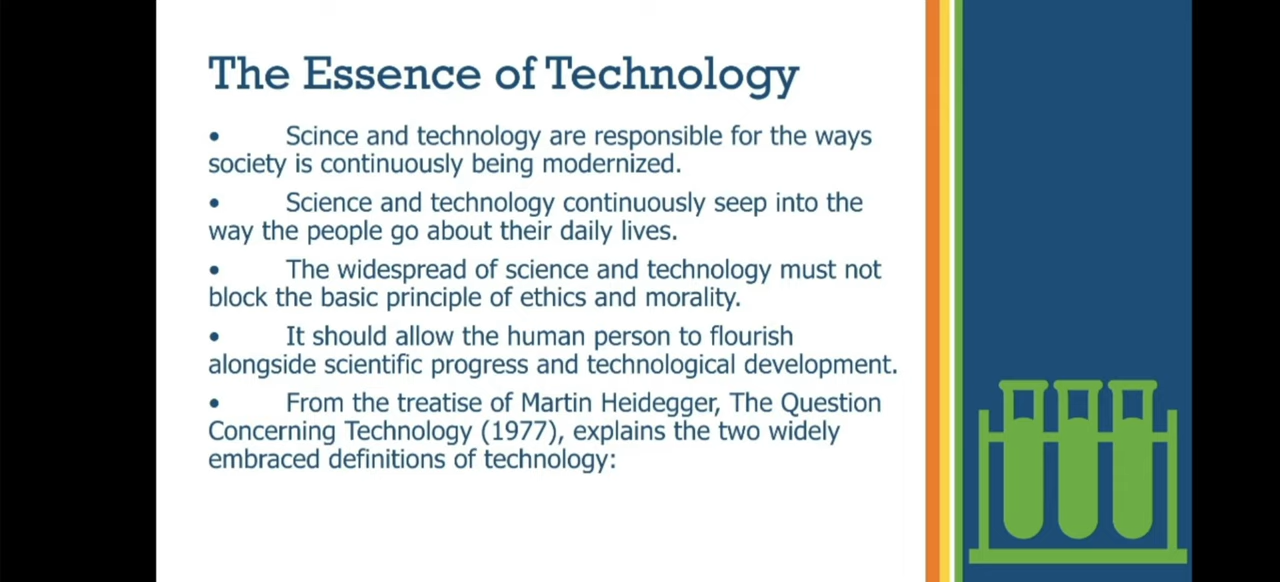 The Essence of Technology
• Scince and technology are responsible for the ways
society is continuously being modernized.
• Science and technology continuously seep into the
way the people go about their daily lives.
• The widespread of science and technology must not
block the basic principle of ethics and morality.
• It should allow the human person to flourish
alongside scientific progress and technological development.
• From the treatise of Martin Heidegger, The Question
Concerning Technology (1977), explains the two widely
embraced definitions of technology: